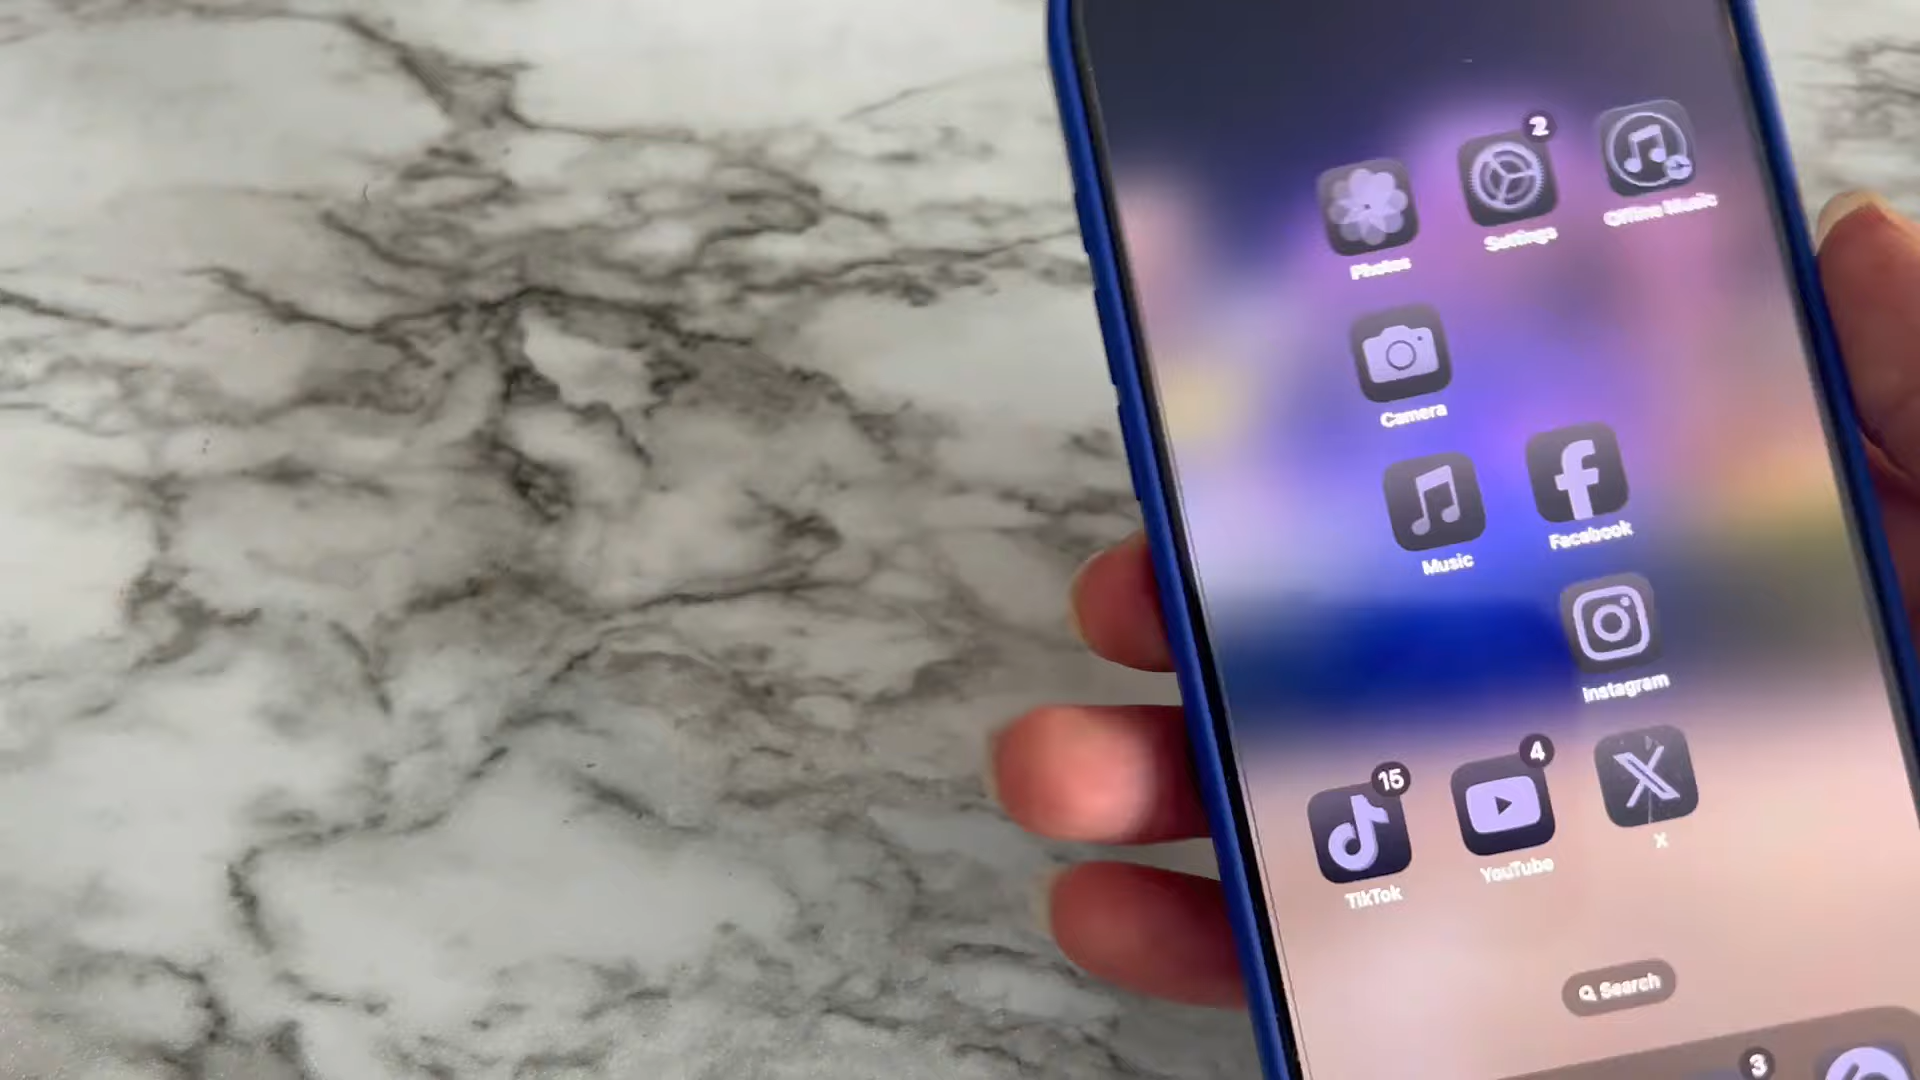 2
Photos
Settings
Offline Music
Camera
Music
Facebook
Instagram
15
4
TikTok
YouTube
X
Search
3